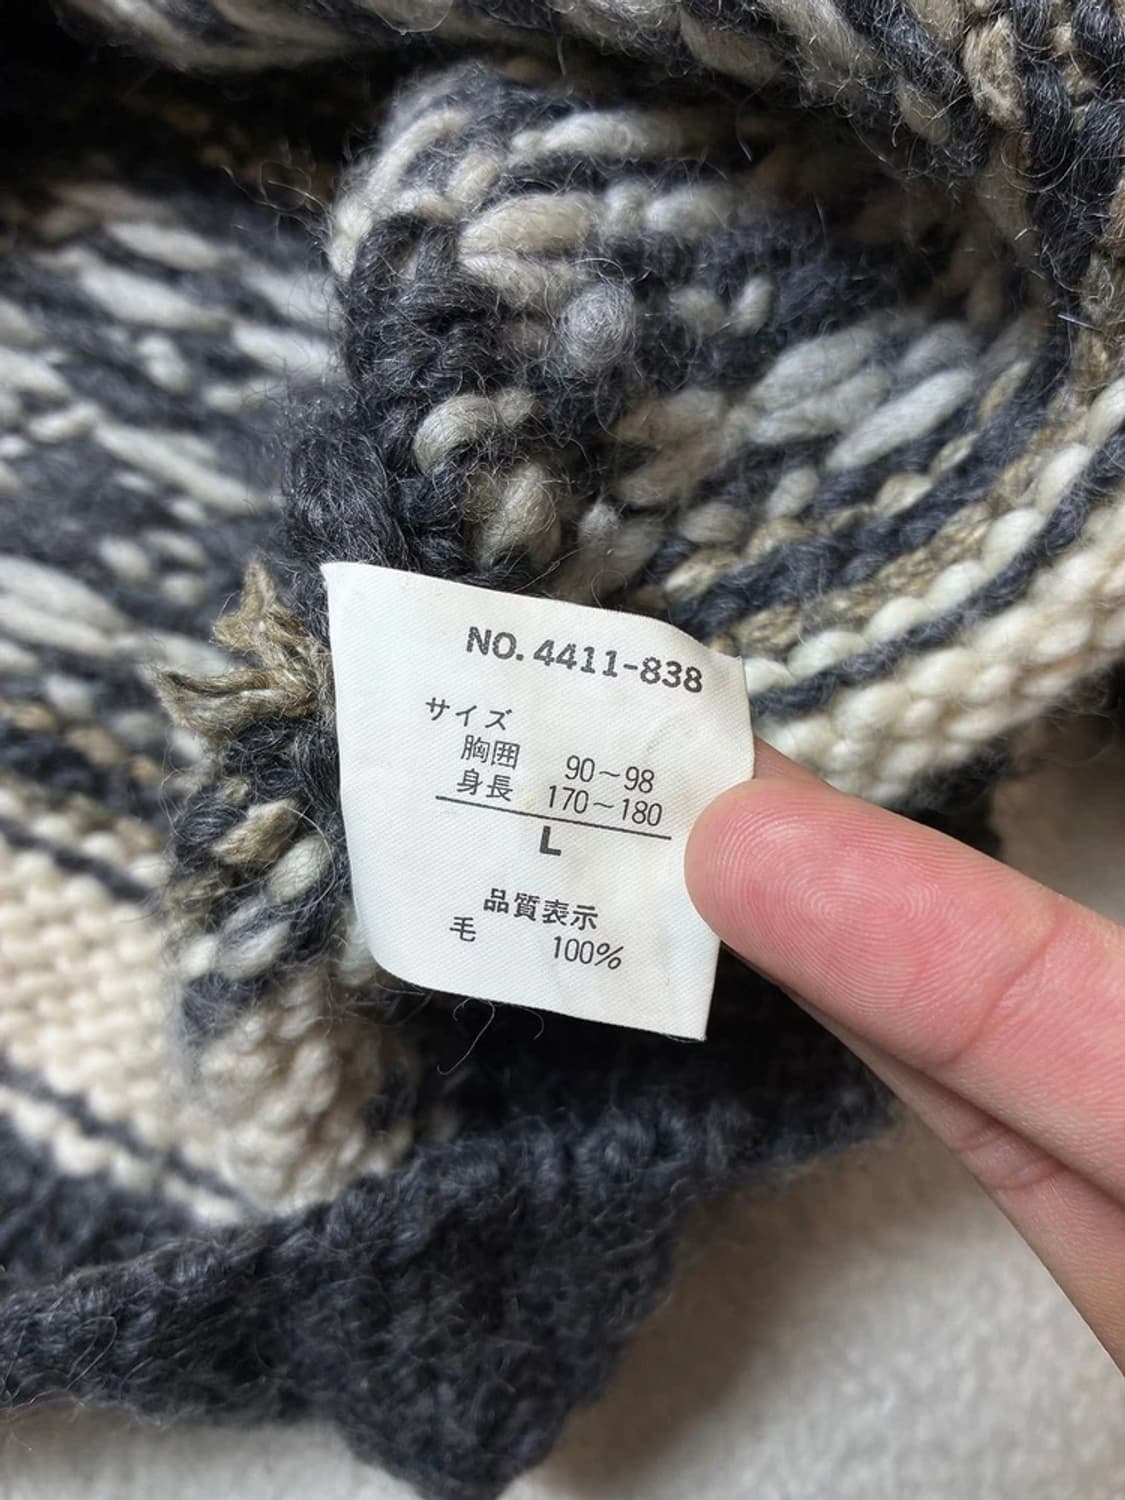 NO. 4411-838
サイズ
胸囲 90~98
身長 170~180
L
品質表示
毛 100%